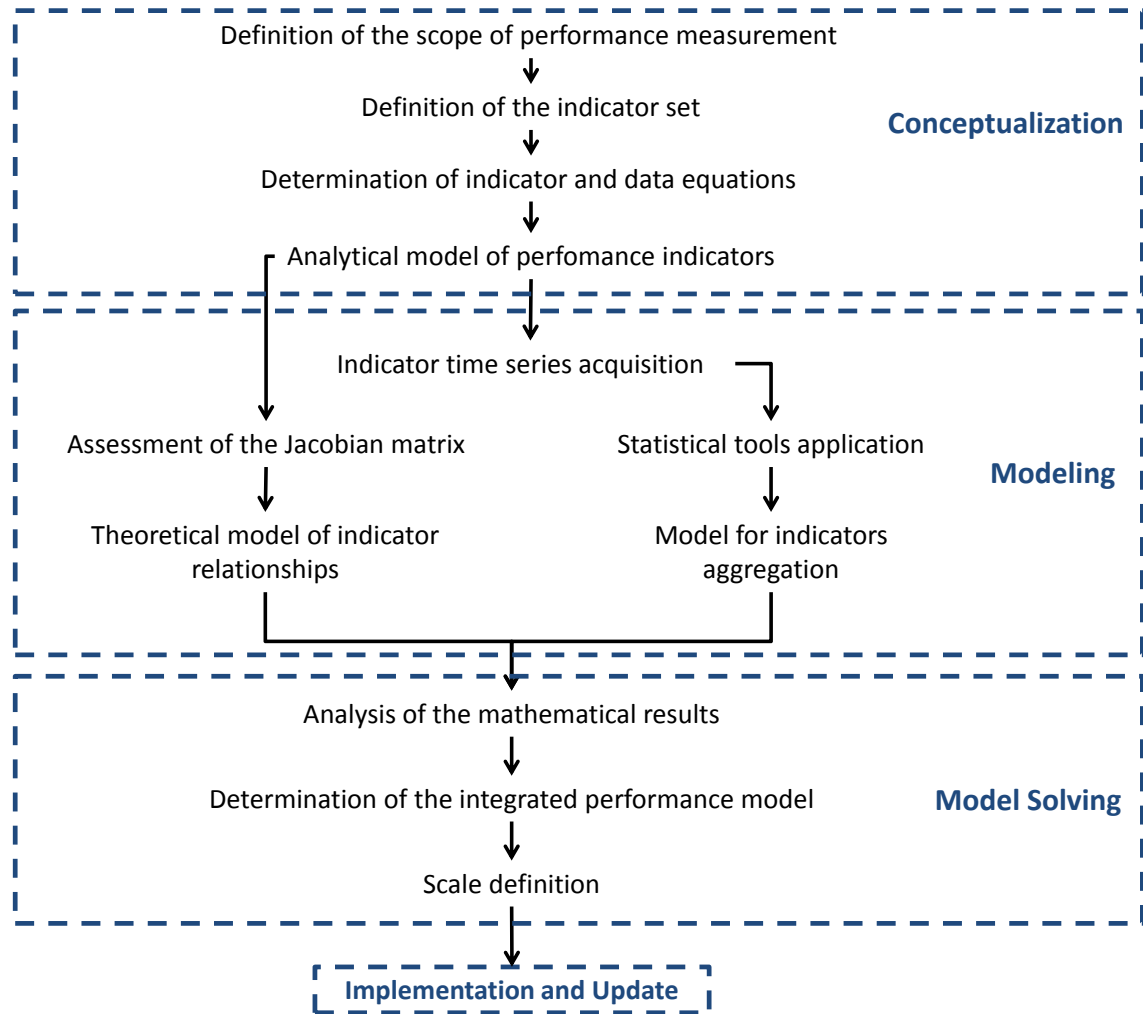 Definition of the scope of performance measurement
Definition of the indicator set
Conceptualization
Determination of indicator and data equations
Analytical model of perfomance indicators
Indicator time series acquisition
Assessment of the Jacobian matrix
Statistical tools application
Modeling
Theoretical model of indicator
relationships
Model for indicators
aggregation
Analysis of the mathematical results
Determination of the integrated performance model
Model Solving
Scale definition
Implementation and Update